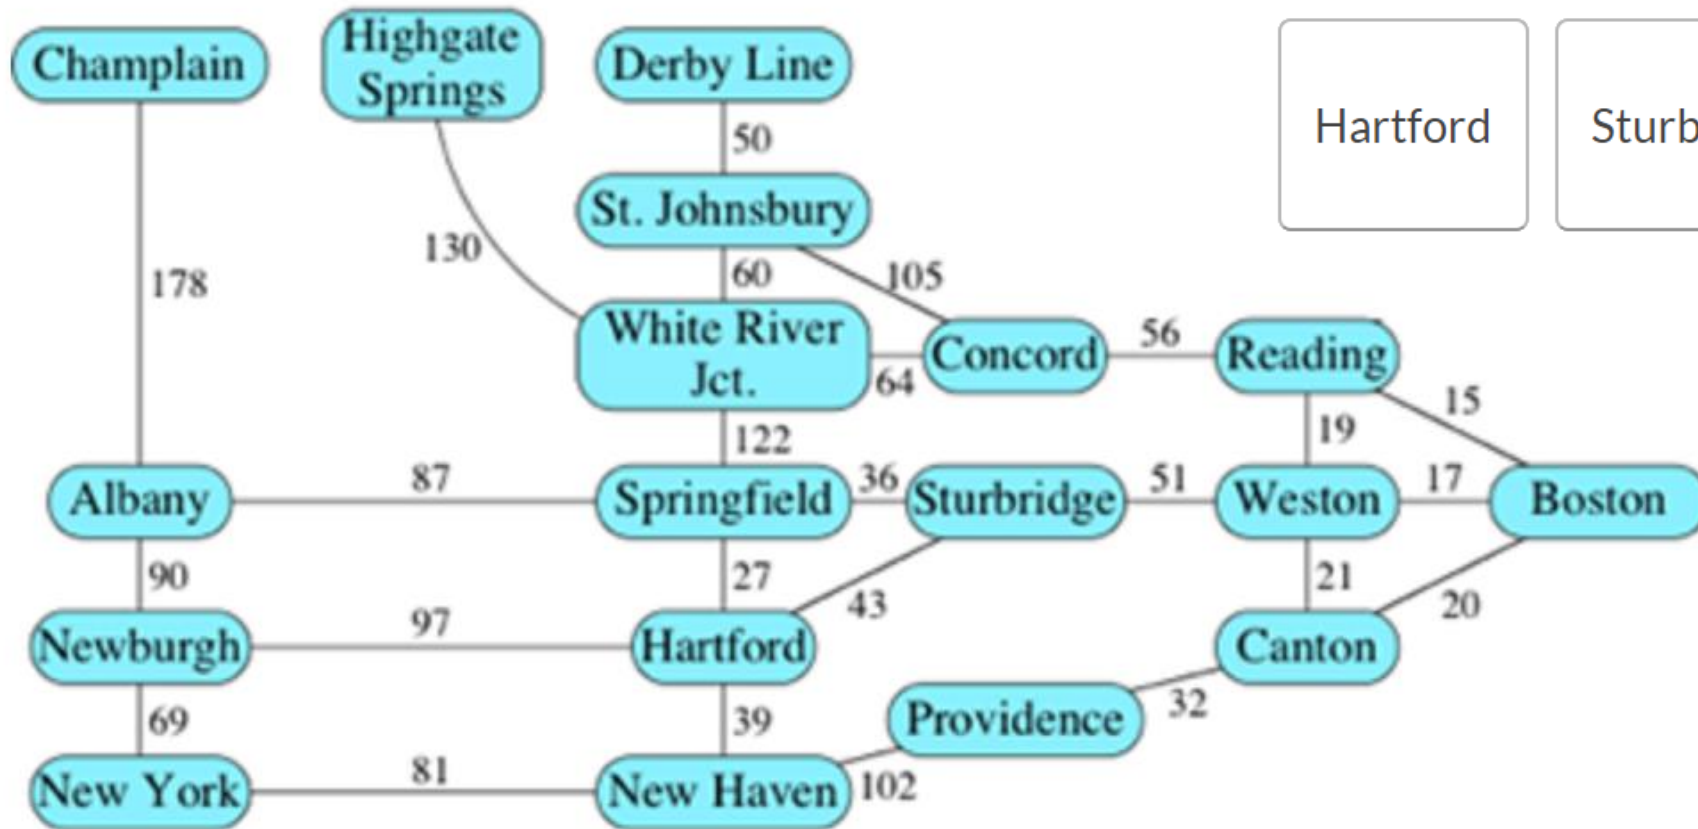 Champlain
Highgate
Springs
Derby Line
Hartford
Sturb
50
St. Johnsbury
130
60
105
178
White River
Jct.
64
Concord
56
Reading
15
122
19
Albany
87
Springfield
36
Sturbridge
51
Weston
17
Boston
90
27
43
21
20
Newburgh
97
Hartford
Canton
69
39
Providence
32
New York
81
New Haven
102